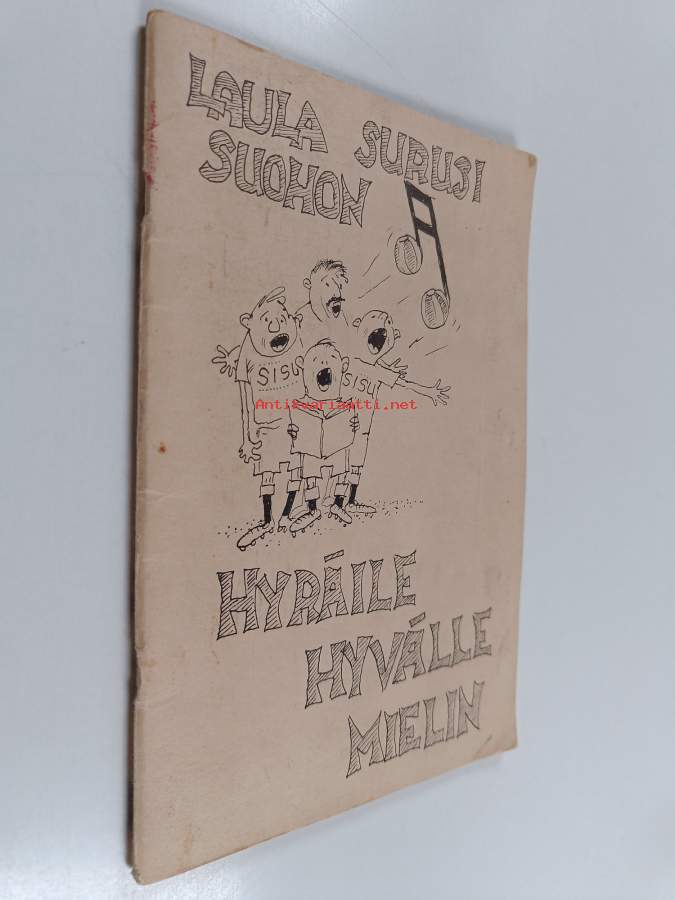 LAULA SURUSI
SUOHON
SISU
SISU
Antikvariaatti.net
HYRÄILE
HYVÄLLE
MIELIN